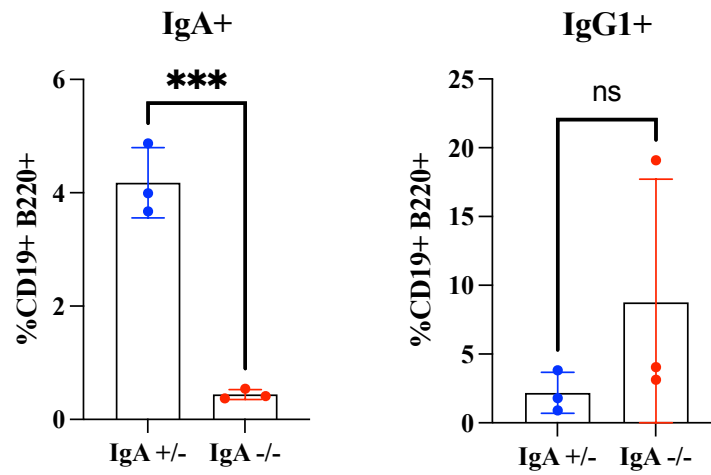 IgA+
***
6
4
2
0
%CD19+ B220+
IgA +/-
IgA -/-
IgG1+
ns
25
20
15
10
5
0
%CD19+ B220+
IgA +/-
IgA -/-